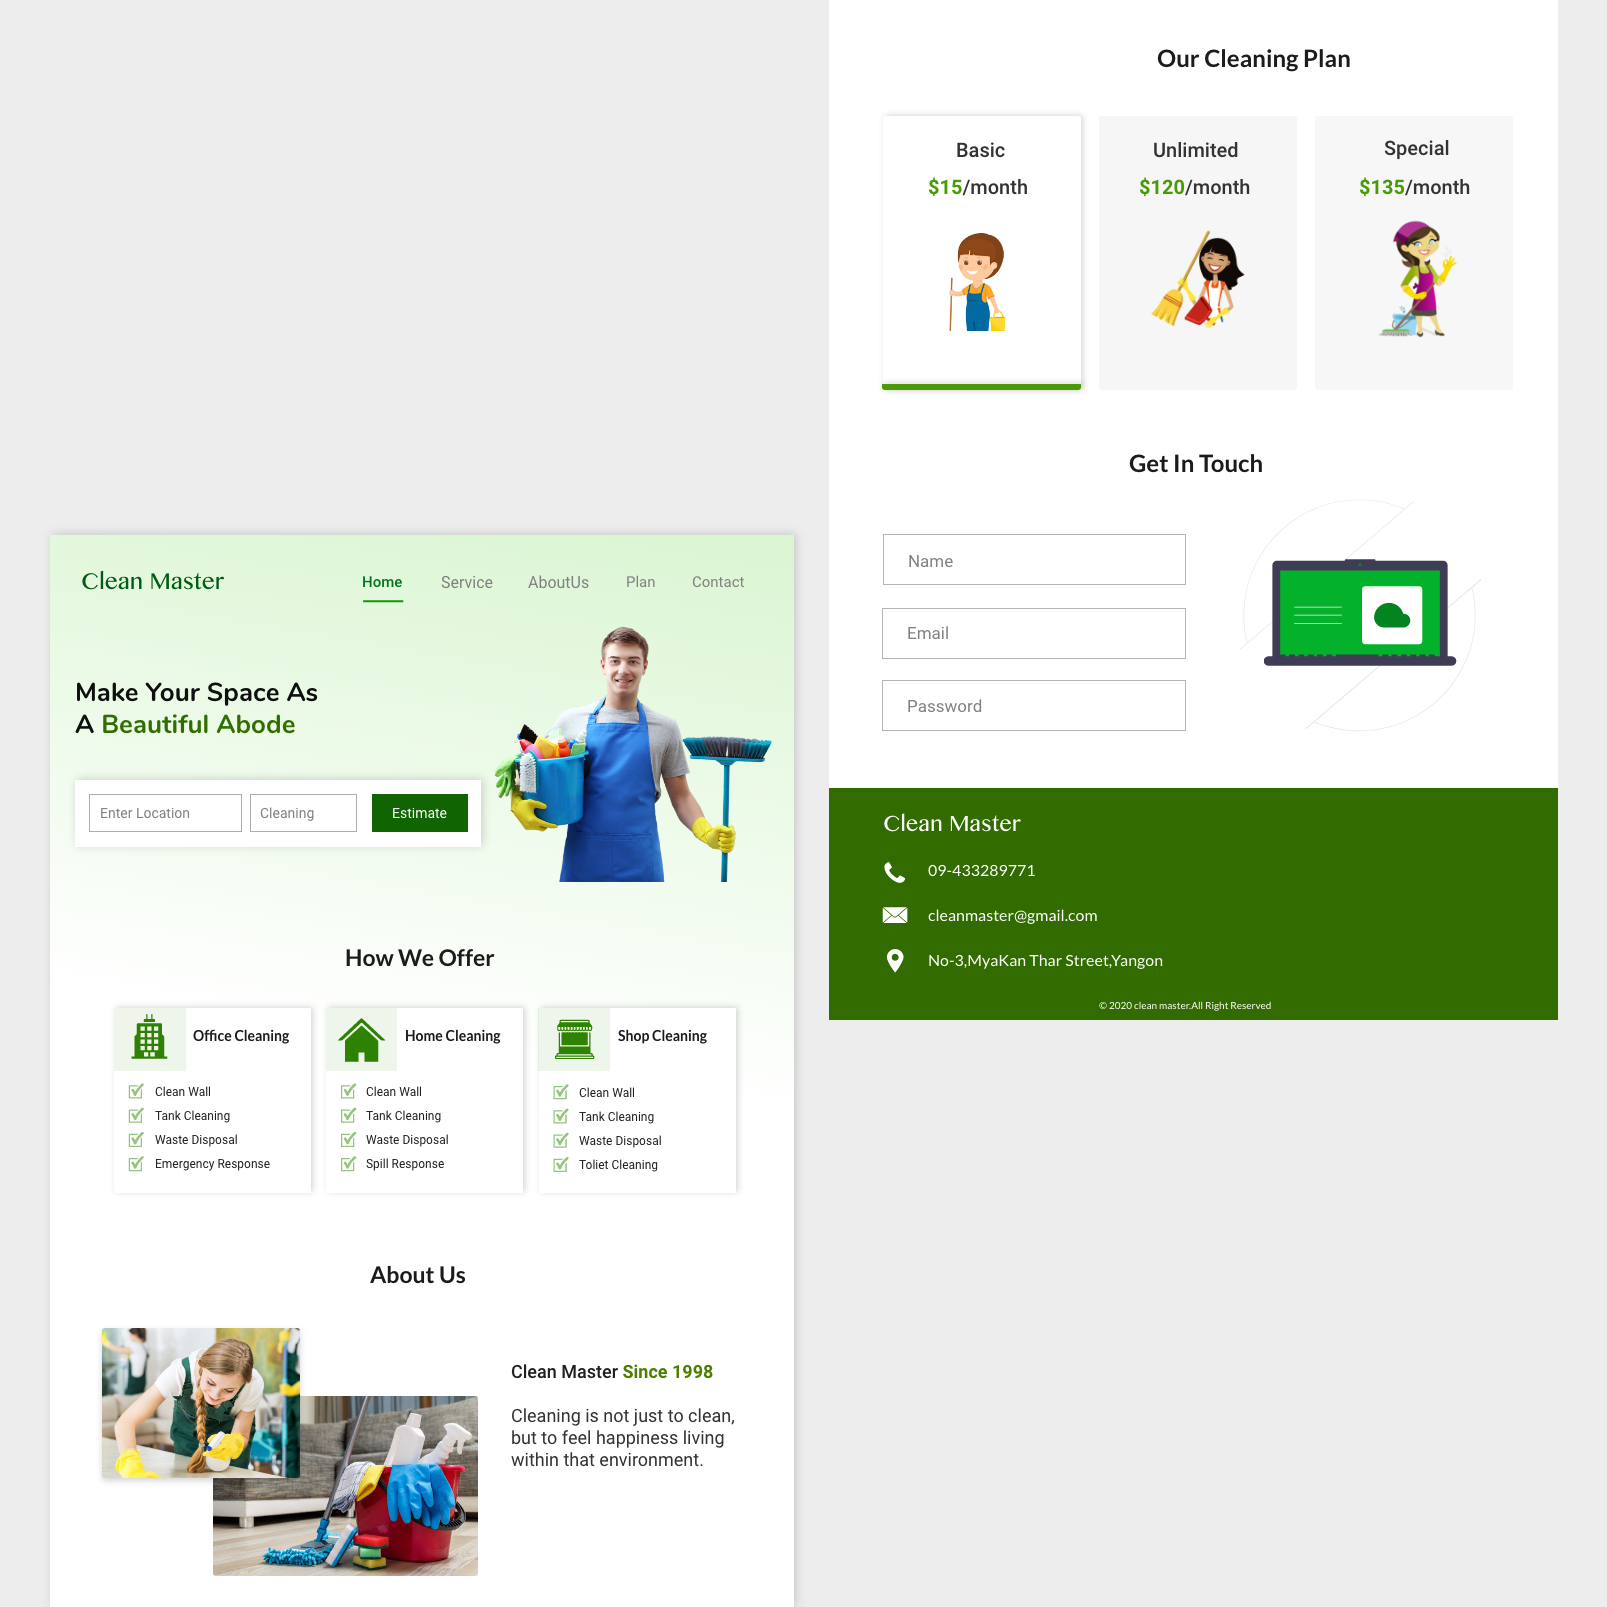 Clean Master
Home Service AboutUs Plan Contact
Make Your Space As
A Beautiful Abode
Enter Location Cleaning Estimate
How We Offer
Office Cleaning
Clean Wall
Tank Cleaning
Waste Disposal
Emergency Response
Home Cleaning
Clean Wall
Tank Cleaning
Waste Disposal
Spill Response
Shop Cleaning
Clean Wall
Tank Cleaning
Waste Disposal
Toliet Cleaning
About Us
Clean Master Since 1998
Cleaning is not just to clean,
but to feel happiness living
within that environment.
Our Cleaning Plan
Basic
$15/month
Unlimited
$120/month
Special
$135/month
Get In Touch
Name
Email
Password
Clean Master
09-433289771
cleanmaster@gmail.com
No-3,MyaKan Thar Street,Yangon
© 2020 clean master.All Right Reserved